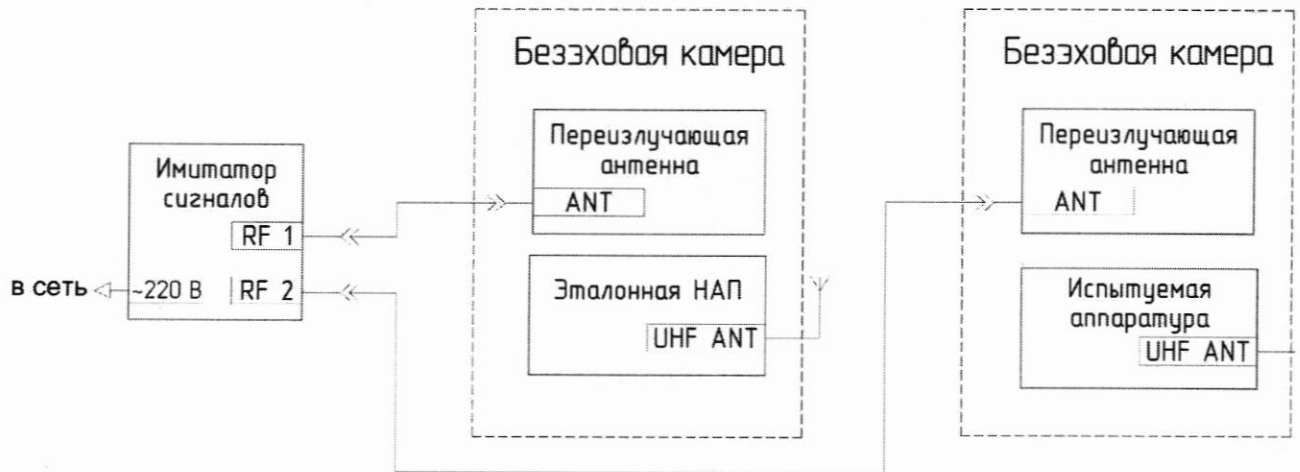 Безэховая камера
Безэховая камера
Переизлучающая
антенна
ANT
Переизлучающая
антенна
ANT
Имитатор
сигналов
RF 1
в сеть
~220 В
RF 2
Эталонная НАП
UHF ANT
Испытуемая
аппаратура
UHF ANT